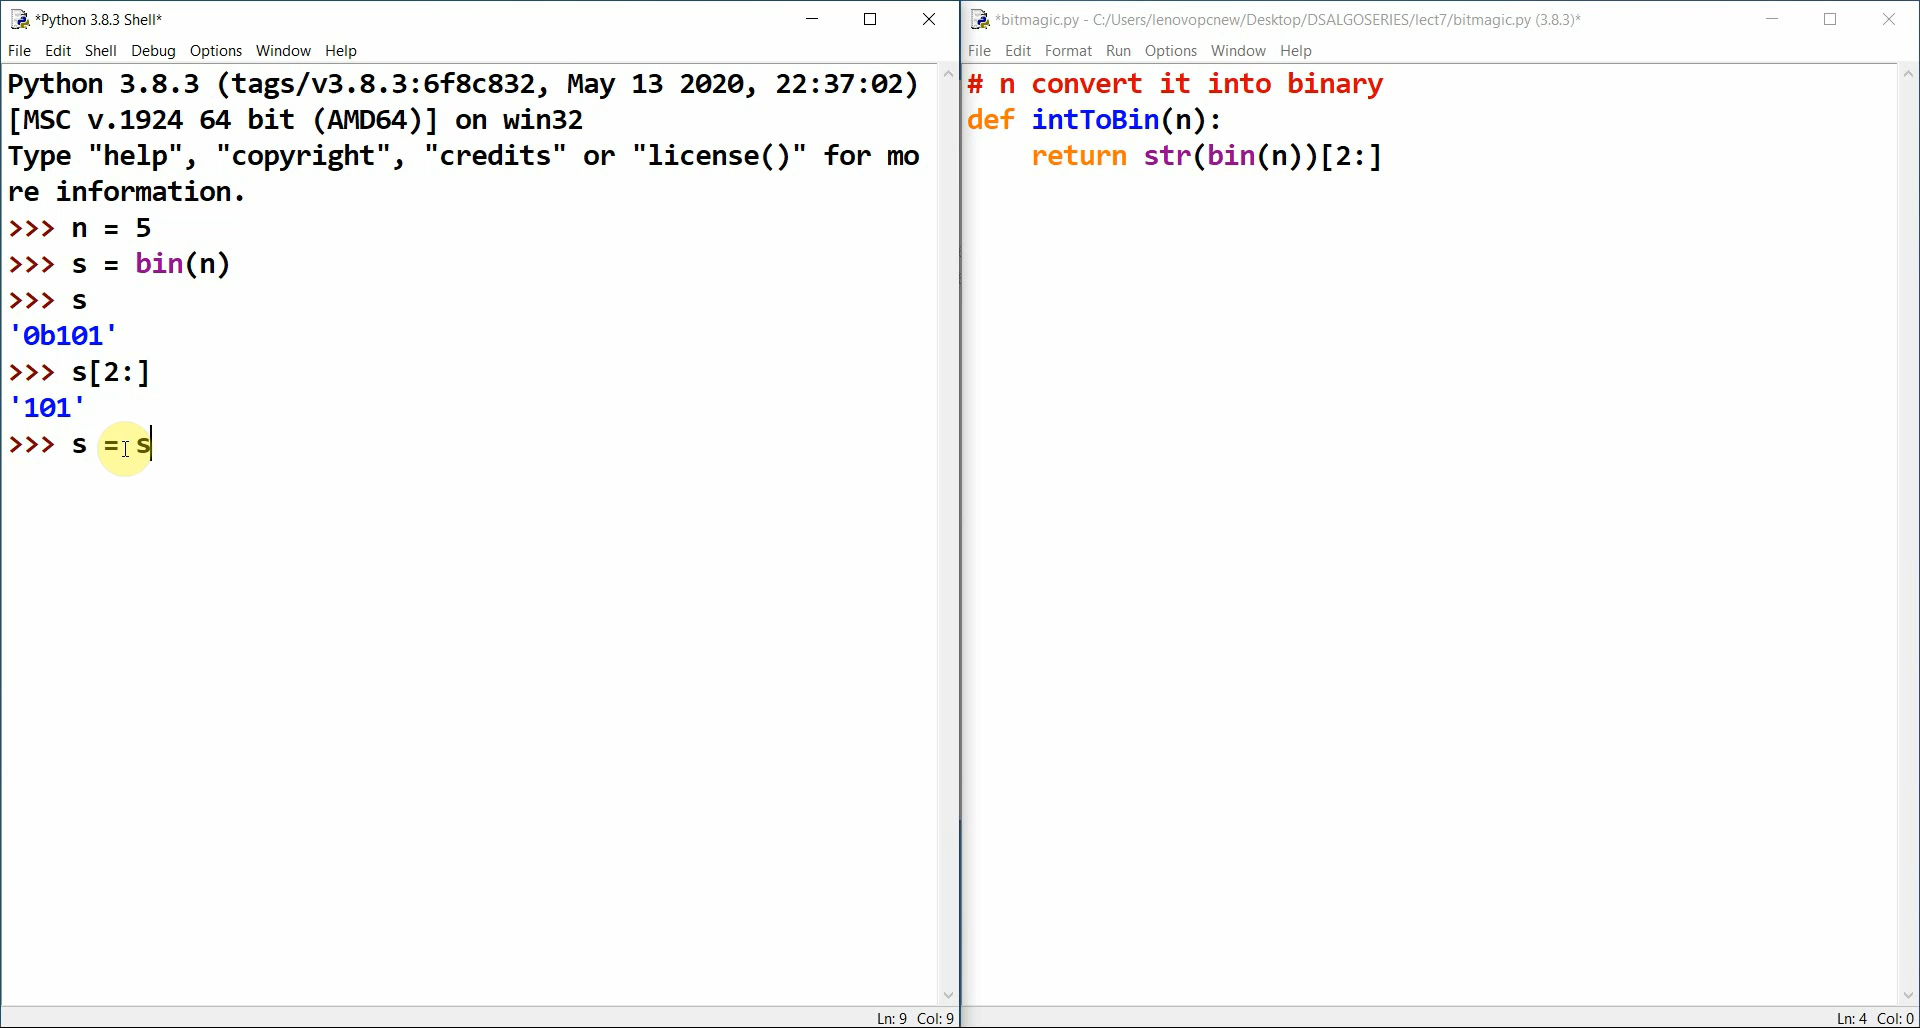 *Python 3.8.3 Shell*
File Edit Shell Debug Options Window Help
Python 3.8.3 (tags/v3.8.3:6f8c832, May 13 2020, 22:37:02)
[MSC v.1924 64 bit (AMD64)] on win32
Type "help", "copyright", "credits" or "license()" for mo
re information.
>>> n = 5
>>> s = bin(n)
>>> s
'0b101'
>>> s[2:]
'101'
>>> s = s
Ln: 9 Col: 9
*bitmagic.py - C:/Users/lenovopcnew/Desktop/DSALGOSERIES/lect7/bitmagic.py (3.8.3)*
File Edit Format Run Options Window Help
# n convert it into binary
def intToBin(n):
    return str(bin(n))[2:]
Ln: 4 Col: 0